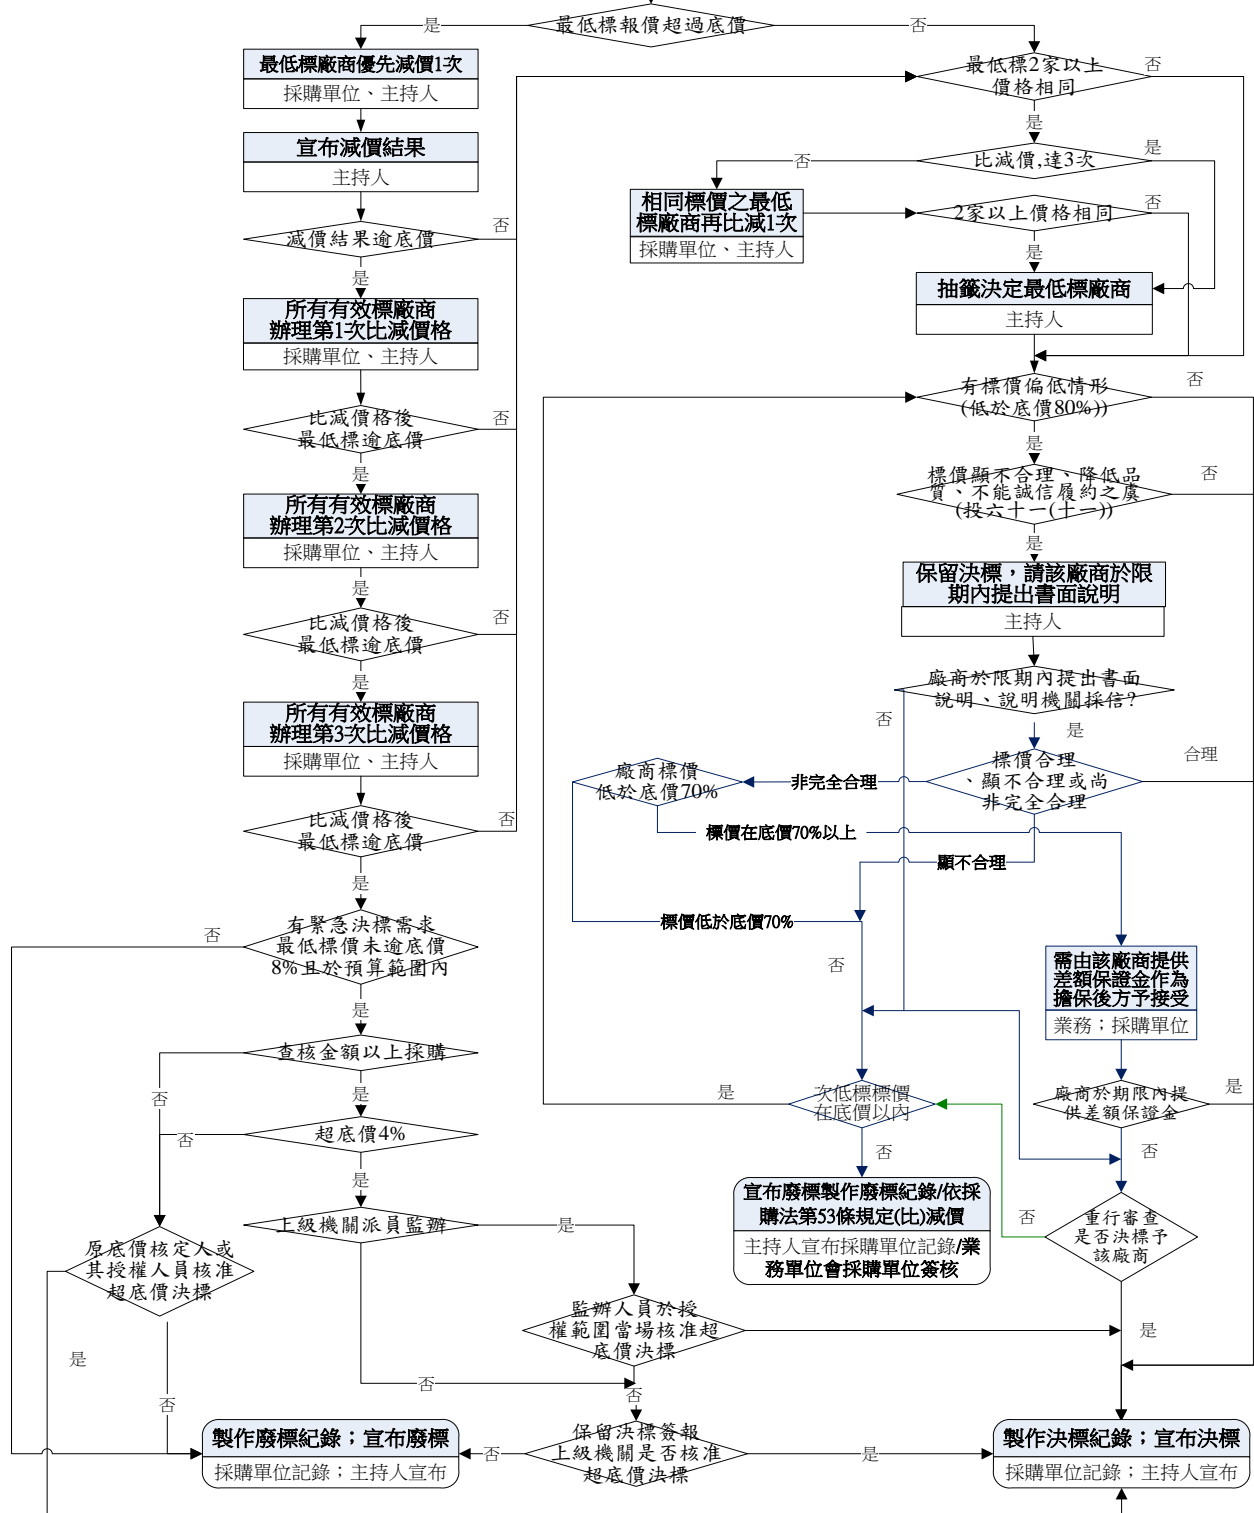 最低標報價超過底價
是
否
最低標廠商優先減價1次
採購單位、主持人
最低標2家以上
價格相同
否
是
宣布減價結果
主持人
比減價,達3次
否
是
相同標價之最低
標廠商再比減1次
採購單位、主持人
2家以上價格相同
否
是
減價結果逾底價
否
是
抽籤決定最低標廠商
主持人
所有有效標廠商
辦理第1次比減價格
採購單位、主持人
有標價偏低情形
(低於底價80%))
否
是
比減價格後
最低標逾底價
否
是
標價顯不合理、降低品
質、不能誠信履約之虞
(投六十一(十一))
否
是
所有有效標廠商
辦理第2次比減價格
採購單位、主持人
保留決標，請該廠商於限
期內提出書面說明
主持人
比減價格後
最低標逾底價
否
是
廠商於限期內提出書面
說明、說明機關採信?
否
是
所有有效標廠商
辦理第3次比減價格
採購單位、主持人
標價合理
、顯不合理或尚
非完全合理
合理
非完全合理
廠商標價
低於底價70%
標價在底價70%以上
顯不合理
標價低於底價70%
比減價格後
最低標逾底價
否
是
有緊急決標需求
最低標價未逾底價
8%且於預算範圍內
否
是
否
需由該廠商提供
差額保證金作為
擔保後方予接受
業務；採購單位
查核金額以上採購
否
是
次低標標價
在底價以內
是
否
廠商於期限內提
供差額保證金
是
否
超底價4%
否
是
宣布廢標製作廢標紀錄/依採
購法第53條規定(比)減價
主持人宣布採購單位記錄/業
務單位會採購單位簽核
重行審查
是否決標予
該廠商
否
是
上級機關派員監辦
是
否
原底價核定人或
其授權人員核准
超底價決標
是
否
監辦人員於授
權範圍當場核准超
底價決標
否
保留決標簽報
上級機關是否核准
超底價決標
否
是
製作廢標紀錄；宣布廢標
採購單位記錄；主持人宣布
製作決標紀錄；宣布決標
採購單位記錄；主持人宣布